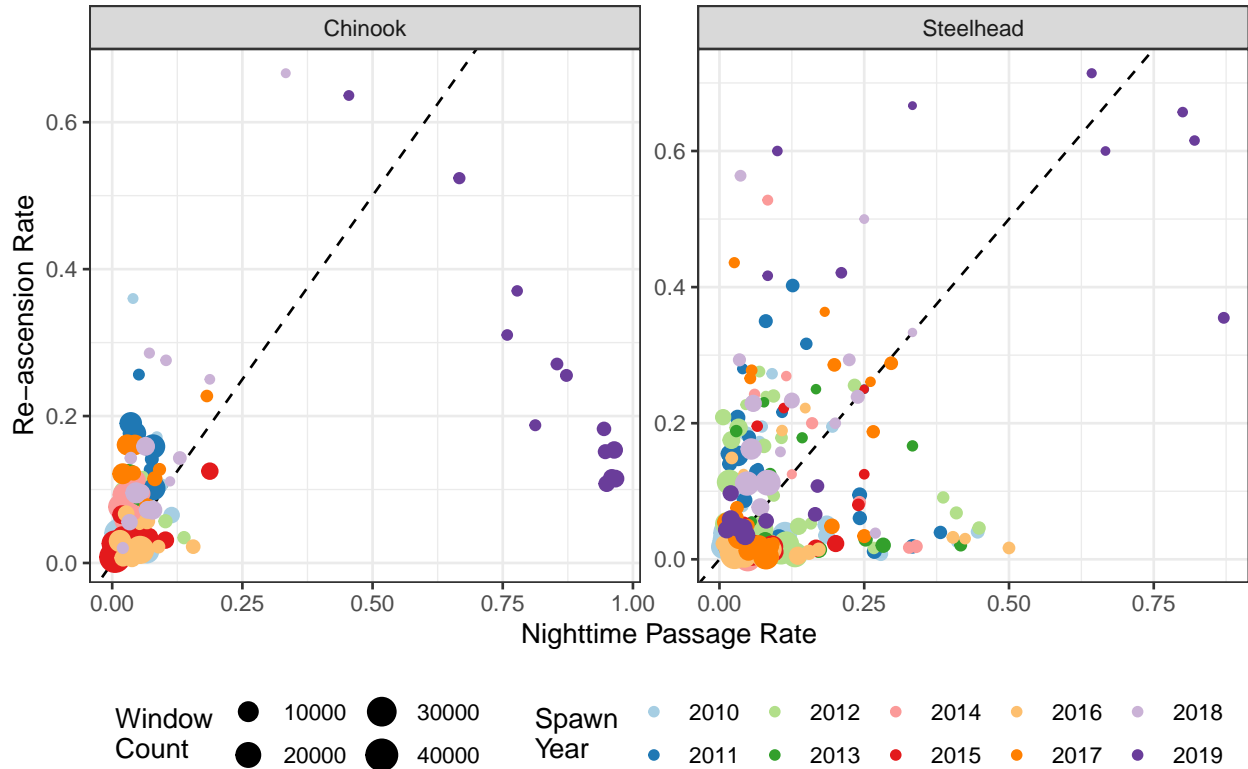 Chinook Steelhead
Re-ascension Rate
0.6 0.6
0.4 0.4
0.2 0.2
0.0 0.0
0.00 0.25 0.50 0.75 1.00 0.00 0.25 0.50 0.75
Nighttime Passage Rate
Window Count
10000 30000
20000 40000
Spawn Year
2010 2012 2014 2016 2018
2011 2013 2015 2017 2019